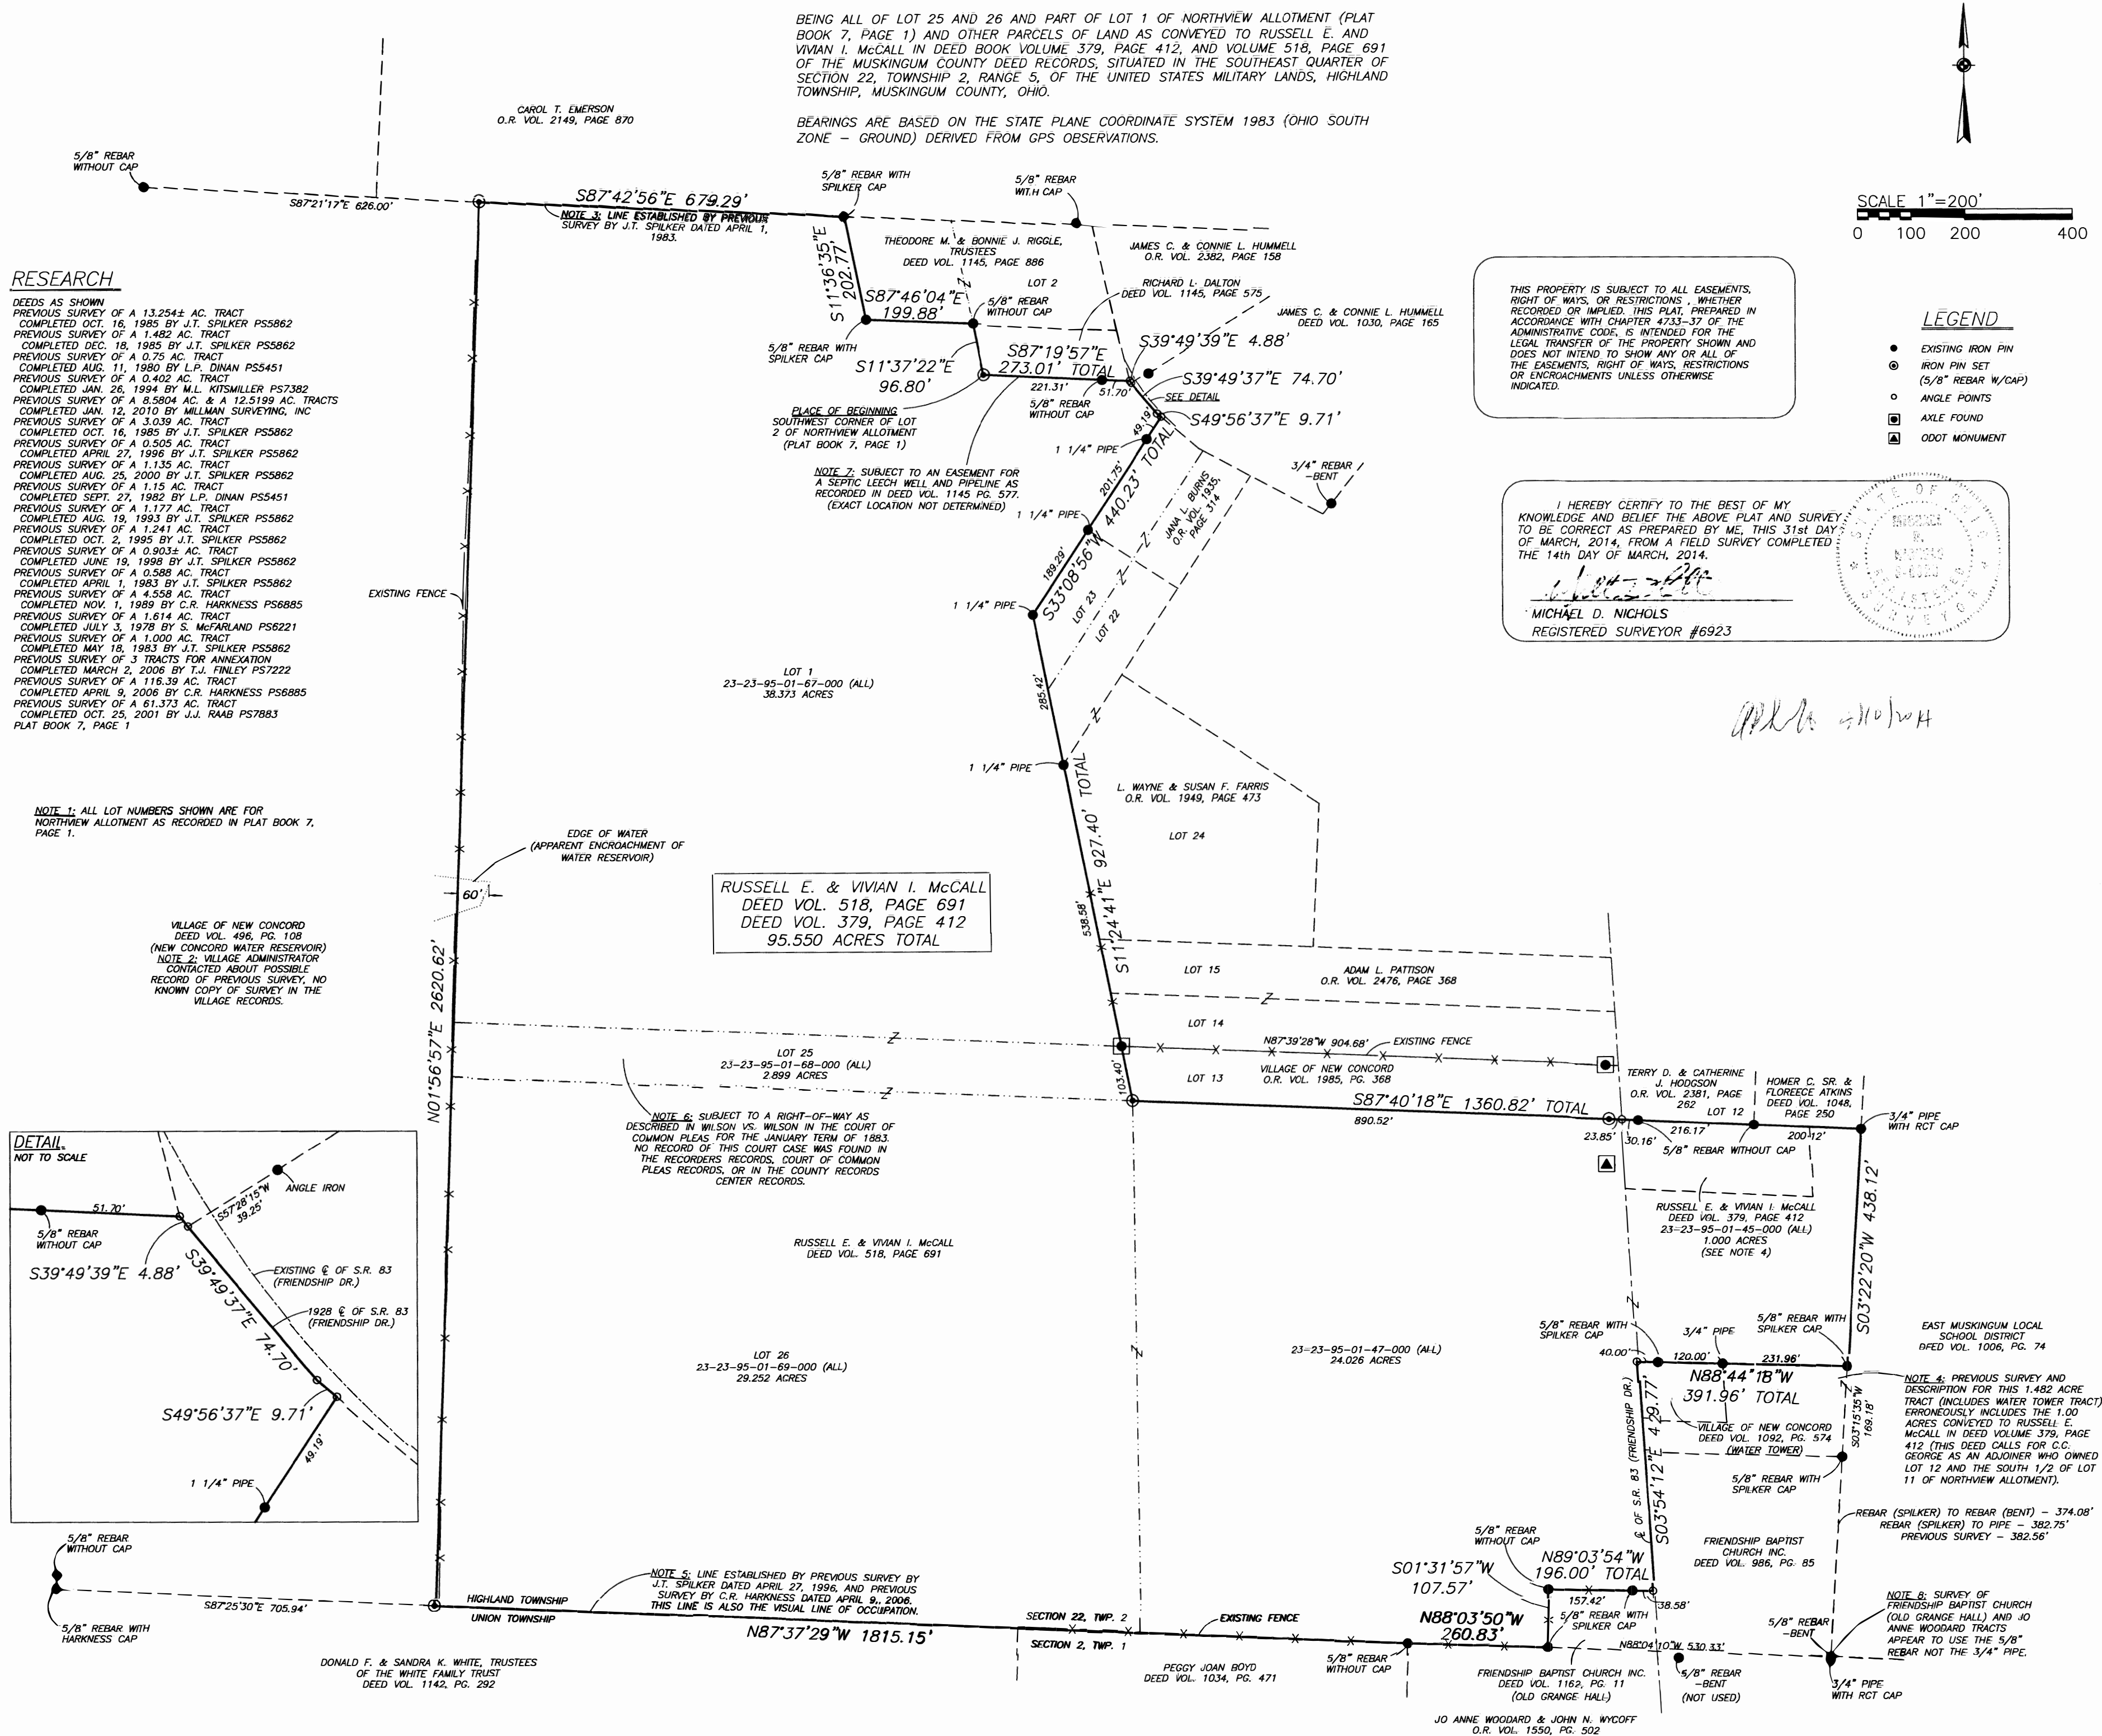 BEING ALL OF LOT 25 AND 26 AND PART OF LOT 1 OF NORTHVIEW ALLOTMENT (PLAT
BOOK 7, PAGE 1) AND OTHER PARCELS OF LAND AS CONVEYED TO RUSSELL E. AND
VIVIAN I. McCALL IN DEED BOOK VOLUME 379, PAGE 412, AND VOLUME 518, PAGE 691
OF THE MUSKINGUM COUNTY DEED RECORDS, SITUATED IN THE SOUTHEAST QUARTER OF
SECTION 22, TOWNSHIP 2, RANGE 5, OF THE UNITED STATES MILITARY LANDS, HIGHLAND
TOWNSHIP, MUSKINGUM COUNTY, OHIO.
BEARINGS ARE BASED ON THE STATE PLANE COORDINATE SYSTEM 1983 (OHIO SOUTH
ZONE - GROUND) DERIVED FROM GPS OBSERVATIONS.
CAROL T. EMERSON
O.R. VOL. 2149, PAGE 870
5/8" REBAR
WITHOUT CAP
S87°21'17"E 626.00'
S87°42'56"E 679.29'
NOTE 3: LINE ESTABLISHED BY PREVIOUS
SURVEY BY J.T. SPILKER DATED APRIL 1,
1983.
5/8" REBAR WITH
SPILKER CAP
5/8" REBAR
WITH CAP
SCALE 1"=200'
0 100 200 400
THEODORE M. & BONNIE J. RIGGLE,
TRUSTEES
DEED VOL. 1145, PAGE 886
LOT 2
JAMES C. & CONNIE L. HUMMELL
O.R. VOL. 2382, PAGE 158
RICHARD L. DALTON
DEED VOL. 1145, PAGE 575
JAMES C. & CONNIE L. HUMMELL
DEED VOL. 1030, PAGE 165
S11°36'35"E
202.77'
S87°46'04"E
199.88'
5/8" REBAR
WITHOUT CAP
5/8" REBAR WITH
SPILKER CAP
S11°37'22"E
96.80'
S87°19'57"E
273.01' TOTAL
221.31'
51.70'
5/8" REBAR
WITHOUT CAP
S39°49'39"E 4.88'
S39°49'37"E 74.70'
SEE DETAIL
S49°56'37"E 9.71'
PLACE OF BEGINNING
SOUTHWEST CORNER OF LOT
2 OF NORTHVIEW ALLOTMENT
(PLAT BOOK 7, PAGE 1)
NOTE 7: SUBJECT TO AN EASEMENT FOR
A SEPTIC LEECH WELL AND PIPELINE AS
RECORDED IN DEED VOL. 1145 PG. 577.
(EXACT LOCATION NOT DETERMINED)
49.19'
1 1/4" PIPE
201.75'
S33°08'56"W 440.23' TOTAL
1 1/4" PIPE
189.29'
1 1/4" PIPE
JANA L. BURNS
O.R. VOL. 1935,
PAGE 314
3/4" REBAR
-BENT
LOT 23
LOT 22
RESEARCH
DEEDS AS SHOWN
PREVIOUS SURVEY OF A 13.254± AC. TRACT
COMPLETED OCT. 16, 1985 BY J.T. SPILKER PS5862
PREVIOUS SURVEY OF A 1.482 AC. TRACT
COMPLETED DEC. 18, 1985 BY J.T. SPILKER PS5862
PREVIOUS SURVEY OF A 0.75 AC. TRACT
COMPLETED AUG. 11, 1980 BY L.P. DINAN PS5451
PREVIOUS SURVEY OF A 0.402 AC. TRACT
COMPLETED JAN. 26, 1994 BY M.L. KITSMILLER PS7382
PREVIOUS SURVEY OF A 8.5804 AC. & A 12.5199 AC. TRACTS
COMPLETED JAN. 12, 2010 BY MILLMAN SURVEYING, INC
PREVIOUS SURVEY OF A 3.039 AC. TRACT
COMPLETED OCT. 16, 1985 BY J.T. SPILKER PS5862
PREVIOUS SURVEY OF A 0.505 AC. TRACT
COMPLETED APRIL 27, 1996 BY J.T. SPILKER PS5862
PREVIOUS SURVEY OF A 1.135 AC. TRACT
COMPLETED AUG. 25, 2000 BY J.T. SPILKER PS5862
PREVIOUS SURVEY OF A 1.15 AC. TRACT
COMPLETED SEPT. 27, 1982 BY L.P. DINAN PS5451
PREVIOUS SURVEY OF A 1.177 AC. TRACT
COMPLETED AUG. 19, 1993 BY J.T. SPILKER PS5862
PREVIOUS SURVEY OF A 1.241 AC. TRACT
COMPLETED OCT. 2, 1995 BY J.T. SPILKER PS5862
PREVIOUS SURVEY OF A 0.903± AC. TRACT
COMPLETED JUNE 19, 1998 BY J.T. SPILKER PS5862
PREVIOUS SURVEY OF A 0.588 AC. TRACT
COMPLETED APRIL 1, 1983 BY J.T. SPILKER PS5862
PREVIOUS SURVEY OF A 4.558 AC. TRACT
COMPLETED NOV. 1, 1989 BY C.R. HARKNESS PS6885
PREVIOUS SURVEY OF A 1.614 AC. TRACT
COMPLETED JULY 3, 1978 BY S. McFARLAND PS6221
PREVIOUS SURVEY OF A 1.000 AC. TRACT
COMPLETED MAY 18, 1983 BY J.T. SPILKER PS5862
PREVIOUS SURVEY OF 3 TRACTS FOR ANNEXATION
COMPLETED MARCH 2, 2006 BY T.J. FINLEY PS7222
PREVIOUS SURVEY OF A 116.39 AC. TRACT
COMPLETED APRIL 9, 2006 BY C.R. HARKNESS PS6885
PREVIOUS SURVEY OF A 61.373 AC. TRACT
COMPLETED OCT. 25, 2001 BY J.J. RAAB PS7883
PLAT BOOK 7, PAGE 1
THIS PROPERTY IS SUBJECT TO ALL EASEMENTS,
RIGHT OF WAYS, OR RESTRICTIONS , WHETHER
RECORDED OR IMPLIED. THIS PLAT, PREPARED IN
ACCORDANCE WITH CHAPTER 4733-37 OF THE
ADMINISTRATIVE CODE, IS INTENDED FOR THE
LEGAL TRANSFER OF THE PROPERTY SHOWN AND
DOES NOT INTEND TO SHOW ANY OR ALL OF
THE EASEMENTS, RIGHT OF WAYS, RESTRICTIONS
OR ENCROACHMENTS UNLESS OTHERWISE
INDICATED.
LEGEND
EXISTING IRON PIN
IRON PIN SET
(5/8" REBAR W/CAP)
ANGLE POINTS
AXLE FOUND
ODOT MONUMENT
I HEREBY CERTIFY TO THE BEST OF MY
KNOWLEDGE AND BELIEF THE ABOVE PLAT AND SURVEY
TO BE CORRECT AS PREPARED BY ME, THIS 31st DAY
OF MARCH, 2014, FROM A FIELD SURVEY COMPLETED
THE 14th DAY OF MARCH, 2014.
MICHAEL D. NICHOLS
REGISTERED SURVEYOR #6923
STATE OF OHIO
REGISTERED
SURVEYOR
EXISTING FENCE
LOT 1
23-23-95-01-67-000 (ALL)
38.373 ACRES
285.42'
1 1/4" PIPE
S11°24'41"E 927.40' TOTAL
538.58'
L. WAYNE & SUSAN F. FARRIS
O.R. VOL. 1949, PAGE 473
LOT 24
NOTE 1: ALL LOT NUMBERS SHOWN ARE FOR
NORTHVIEW ALLOTMENT AS RECORDED IN PLAT BOOK 7,
PAGE 1.
EDGE OF WATER
(APPARENT ENCROACHMENT OF
WATER RESERVOIR)
60'
RUSSELL E. & VIVIAN I. McCALL
DEED VOL. 518, PAGE 691
DEED VOL. 379, PAGE 412
95.550 ACRES TOTAL
VILLAGE OF NEW CONCORD
DEED VOL. 496, PG. 108
(NEW CONCORD WATER RESERVOIR)
NOTE 2: VILLAGE ADMINISTRATOR
CONTACTED ABOUT POSSIBLE
RECORD OF PREVIOUS SURVEY, NO
KNOWN COPY OF SURVEY IN THE
VILLAGE RECORDS.
N01°56'57"E 2620.62'
LOT 15
ADAM L. PATTISON
O.R. VOL. 2476, PAGE 368
LOT 14
N87°39'28"W 904.68'
EXISTING FENCE
VILLAGE OF NEW CONCORD
O.R. VOL. 1985, PG. 368
LOT 13
103.40'
LOT 25
23-23-95-01-68-000 (ALL)
2.899 ACRES
S87°40'18"E 1360.82' TOTAL
890.52'
23.85'
30.16'
216.17'
200.12'
TERRY D. & CATHERINE
J. HODGSON
O.R. VOL. 2381, PAGE
262
LOT 12
HOMER C. SR. &
FLOREECE ATKINS
DEED VOL. 1048,
PAGE 250
3/4" PIPE
WITH RCT CAP
5/8" REBAR WITHOUT CAP
NOTE 6: SUBJECT TO A RIGHT-OF-WAY AS
DESCRIBED IN WILSON VS. WILSON IN THE COURT OF
COMMON PLEAS FOR THE JANUARY TERM OF 1883.
NO RECORD OF THIS COURT CASE WAS FOUND IN
THE RECORDERS RECORDS, COURT OF COMMON
PLEAS RECORDS, OR IN THE COUNTY RECORDS
CENTER RECORDS.
RUSSELL E. & VIVIAN I. McCALL
DEED VOL. 379, PAGE 412
23-23-95-01-45-000 (ALL)
1.000 ACRES
(SEE NOTE 4)
S03°22'20"W 438.12'
DETAIL
NOT TO SCALE
51.70'
5/8" REBAR
WITHOUT CAP
S57°28'15"W
39.25'
ANGLE IRON
S39°49'39"E 4.88'
S39°49'37"E 74.70'
EXISTING ℄ OF S.R. 83
(FRIENDSHIP DR.)
1928 ℄ OF S.R. 83
(FRIENDSHIP DR.)
S49°56'37"E 9.71'
49.19'
1 1/4" PIPE
RUSSELL E. & VIVIAN I. McCALL
DEED VOL. 518, PAGE 691
LOT 26
23-23-95-01-69-000 (ALL)
29.252 ACRES
23-23-95-01-47-000 (ALL)
24.026 ACRES
5/8" REBAR WITH
SPILKER CAP
3/4" PIPE
5/8" REBAR WITH
SPILKER CAP
40.00'
120.00'
231.96'
N88°44'18"W
391.96' TOTAL
EAST MUSKINGUM LOCAL
SCHOOL DISTRICT
DEED VOL. 1006, PG. 74
NOTE 4: PREVIOUS SURVEY AND
DESCRIPTION FOR THIS 1.482 ACRE
TRACT (INCLUDES WATER TOWER TRACT)
ERRONEOUSLY INCLUDES THE 1.00
ACRES CONVEYED TO RUSSELL E.
McCALL IN DEED VOLUME 379, PAGE
412 (THIS DEED CALLS FOR C.C.
GEORGE AS AN ADJOINER WHO OWNED
LOT 12 AND THE SOUTH 1/2 OF LOT
11 OF NORTHVIEW ALLOTMENT).
S03°15'35"W
169.18'
VILLAGE OF NEW CONCORD
DEED VOL. 1092, PG. 574
(WATER TOWER)
5/8" REBAR WITH
SPILKER CAP
℄ OF S.R. 83 (FRIENDSHIP DR.)
S03°54'12"E 429.77'
REBAR (SPILKER) TO REBAR (BENT) - 374.08'
REBAR (SPILKER) TO PIPE - 382.75'
PREVIOUS SURVEY - 382.56'
FRIENDSHIP BAPTIST
CHURCH INC.
DEED VOL. 986, PG. 85
5/8" REBAR
WITHOUT CAP
S87°25'30"E 705.94'
5/8" REBAR WITH
HARKNESS CAP
HIGHLAND TOWNSHIP
UNION TOWNSHIP
NOTE 5: LINE ESTABLISHED BY PREVIOUS SURVEY BY
J.T. SPILKER DATED APRIL 27, 1996, AND PREVIOUS
SURVEY BY C.R. HARKNESS DATED APRIL 9,, 2006.
THIS LINE IS ALSO THE VISUAL LINE OF OCCUPATION.
N87°37'29"W 1815.15'
SECTION 22, TWP. 2
SECTION 2, TWP. 1
EXISTING FENCE
S01°31'57"W
107.57'
5/8" REBAR
WITHOUT CAP
N89°03'54"W
196.00' TOTAL
157.42'
38.58'
5/8" REBAR WITH
SPILKER CAP
N88°03'50"W
260.83'
5/8" REBAR
WITHOUT CAP
N88°04'10"W 530.33'
5/8" REBAR
-BENT
(NOT USED)
5/8" REBAR
-BENT
3/4" PIPE
WITH RCT CAP
NOTE 8: SURVEY OF
FRIENDSHIP BAPTIST CHURCH
(OLD GRANGE HALL) AND JO
ANNE WOODARD TRACTS
APPEAR TO USE THE 5/8"
REBAR NOT THE 3/4" PIPE.
DONALD F. & SANDRA K. WHITE, TRUSTEES
OF THE WHITE FAMILY TRUST
DEED VOL. 1142, PG. 292
PEGGY JOAN BOYD
DEED VOL. 1034, PG. 471
FRIENDSHIP BAPTIST CHURCH INC.
DEED VOL. 1162, PG. 11
(OLD GRANGE HALL)
JO ANNE WOODARD & JOHN N. WYCOFF
O.R. VOL. 1550, PG. 502